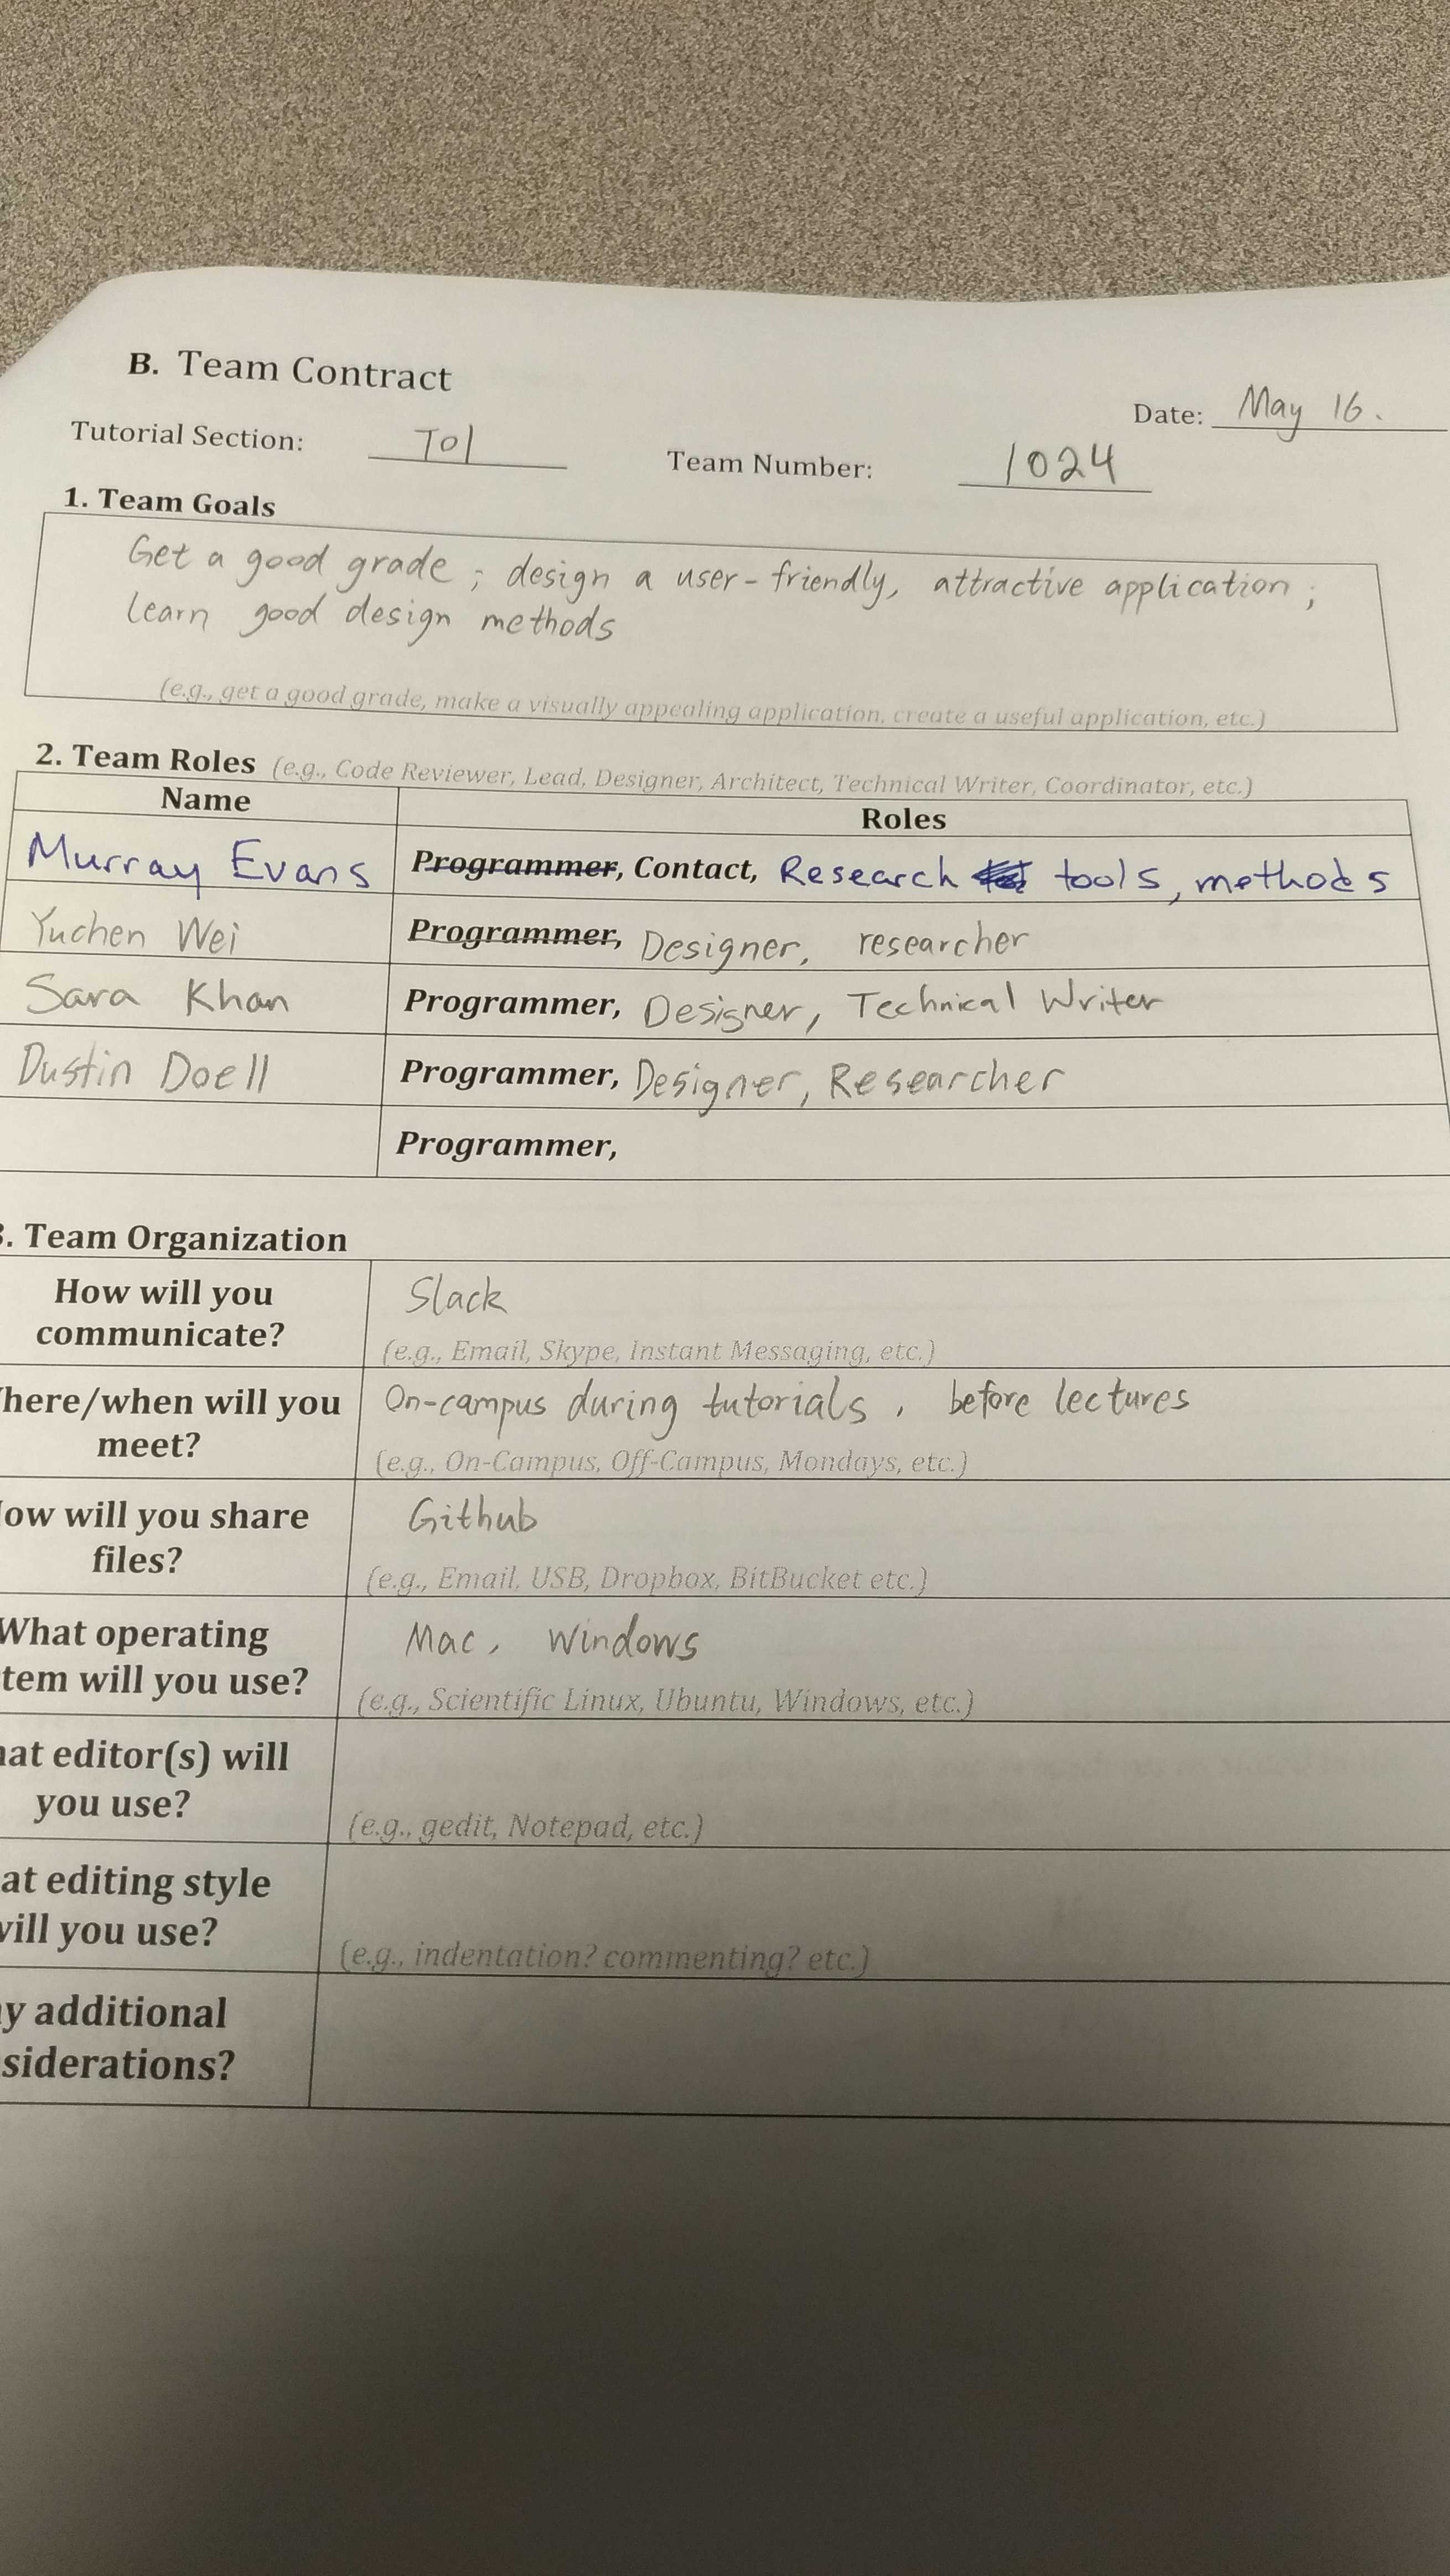 B. Team Contract
Date: May 16.
Tutorial Section: T01
Team Number: 1024
1. Team Goals
Get a good grade ; design a user-friendly, attractive application ;
learn good design methods
(e.g., get a good grade, make a visually appealing application, create a useful application, etc.)
2. Team Roles (e.g., Code Reviewer, Lead, Designer, Architect, Technical Writer, Coordinator, etc.)
Name Roles
Murray Evans Programmer, Contact, Research tools, methods
Yuchen Wei Programmer, Designer, researcher
Sara Khan Programmer, Designer, Technical Writer
Dustin Doell Programmer, Designer, Researcher
Programmer,
. Team Organization
How will you
communicate?
Slack
(e.g., Email, Skype, Instant Messaging, etc.)
here/when will you
meet?
On-campus during tutorials, before lectures
(e.g., On-Campus, Off-Campus, Mondays, etc.)
ow will you share
files?
Github
(e.g., Email, USB, Dropbox, BitBucket etc.)
What operating
tem will you use?
Mac, Windows
(e.g., Scientific Linux, Ubuntu, Windows, etc.)
at editor(s) will
you use?
(e.g., gedit, Notepad, etc.)
at editing style
will you use?
(e.g., indentation? commenting? etc.)
y additional
siderations?